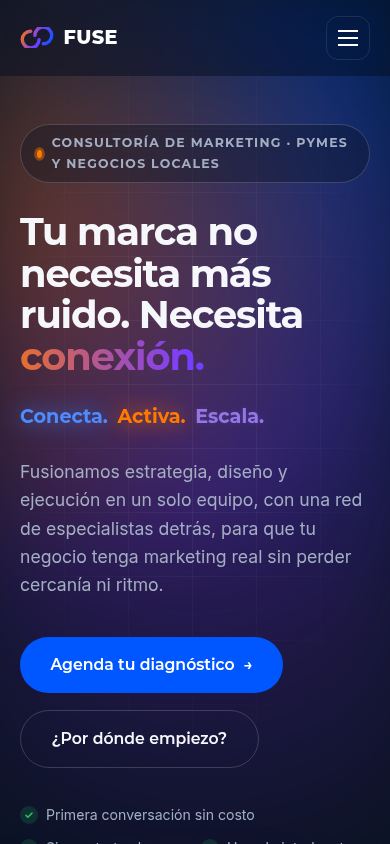 FUSE
CONSULTORÍA DE MARKETING · PYMES
Y NEGOCIOS LOCALES
Tu marca no
necesita más
ruido. Necesita
conexión.
Conecta. Activa. Escala.
Fusionamos estrategia, diseño y
ejecución en un solo equipo, con una red
de especialistas detrás, para que tu
negocio tenga marketing real sin perder
cercanía ni ritmo.
Agenda tu diagnóstico →
¿Por dónde empiezo?
Primera conversación sin costo